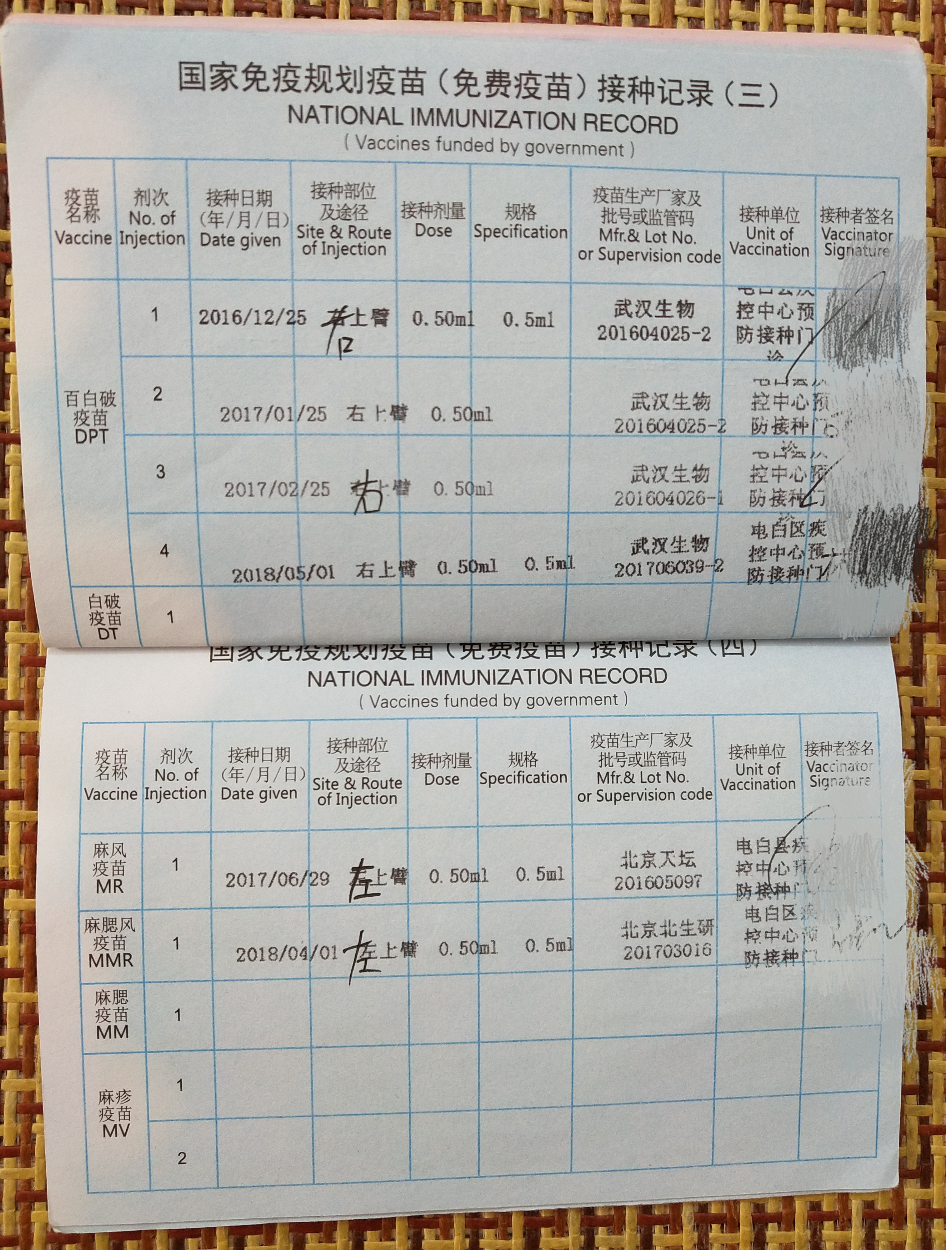 国家免疫规划疫苗（免费疫苗）接种记录（三）
NATIONAL IMMUNIZATION RECORD
( Vaccines funded by government )
疫苗
名称
Vaccine
剂次
No. of
Injection
接种日期
(年/月/日)
Date given
接种部位
及途径
Site & Route
of Injection
接种剂量
Dose
规格
Specification
疫苗生产厂家及
批号或监管码
Mfr.& Lot No.
or Supervision code
接种单位
Unit of
Vaccination
接种者签名
Vaccinator
Signature
百白破
疫苗
DPT
1
2016/12/25
上臂
右
0.50ml
0.5ml
武汉生物
201604025-2
控中心预
防接种门
诊
2
2017/01/25
右上臂
0.50ml
武汉生物
201604025-2
控中心预
防接种门
3
2017/02/25
右上臂
0.50ml
武汉生物
201604026-1
控中心预
防接种门
4
2018/05/01
右上臂
0.50ml
0.5ml
武汉生物
201706039-2
电白区疾
控中心预
防接种门
白破
疫苗
DT
1
国家免疫规划疫苗（免费疫苗）接种记录（四）
NATIONAL IMMUNIZATION RECORD
( Vaccines funded by government )
疫苗
名称
Vaccine
剂次
No. of
Injection
接种日期
(年/月/日)
Date given
接种部位
及途径
Site & Route
of Injection
接种剂量
Dose
规格
Specification
疫苗生产厂家及
批号或监管码
Mfr.& Lot No.
or Supervision code
接种单位
Unit of
Vaccination
接种者签名
Vaccinator
Signature
麻风
疫苗
MR
1
2017/06/29
左上臂
0.50ml
0.5ml
北京天坛
201605097
电白县疾
控中心预
防接种门
麻腮风
疫苗
MMR
1
2018/04/01
左上臂
左
0.50ml
0.5ml
北京北生研
201703016
电白区疾
控中心预
防接种门
麻腮
疫苗
MM
1
麻疹
疫苗
MV
1
2